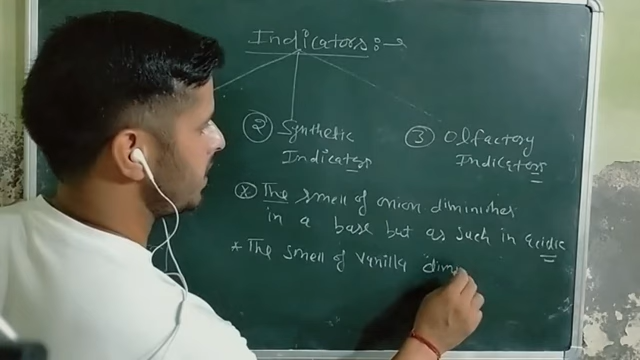 Indicators:→
② Synthetic
Indicators
③ Olfactory
Indicators
The smell of onion diminishes
in a base but as such in acidic
* The smell of vanilla dim